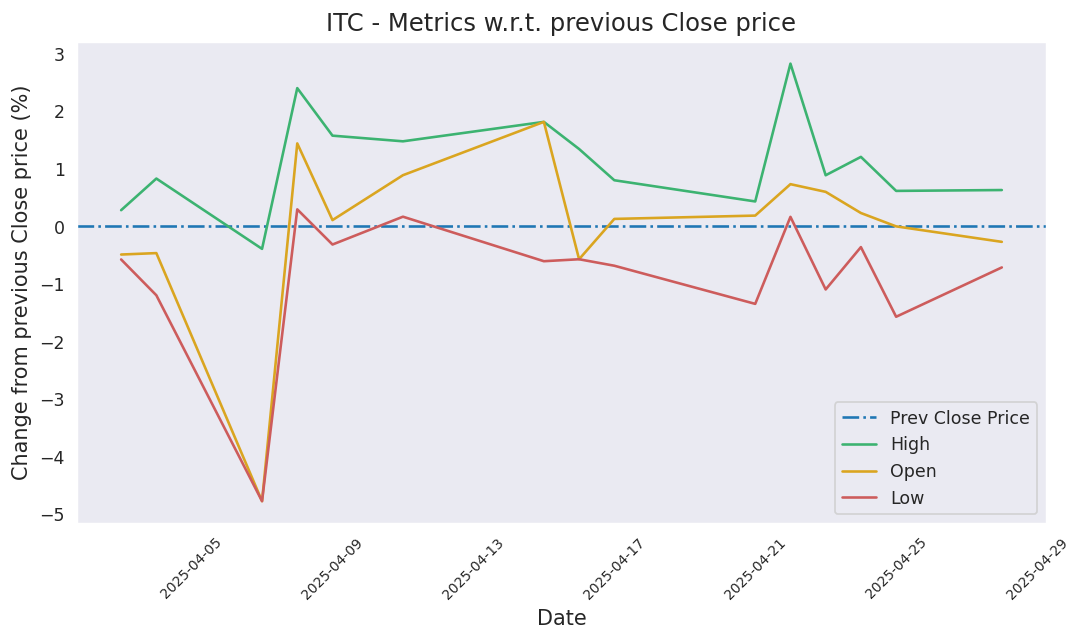 ITC - Metrics w.r.t. previous Close price
Change from previous Close price (%)
3
2
1
0
−1
−2
−3
−4
−5
Prev Close Price
High
Open
Low
2025-04-05
2025-04-09
2025-04-13
2025-04-17
2025-04-21
2025-04-25
2025-04-29
Date